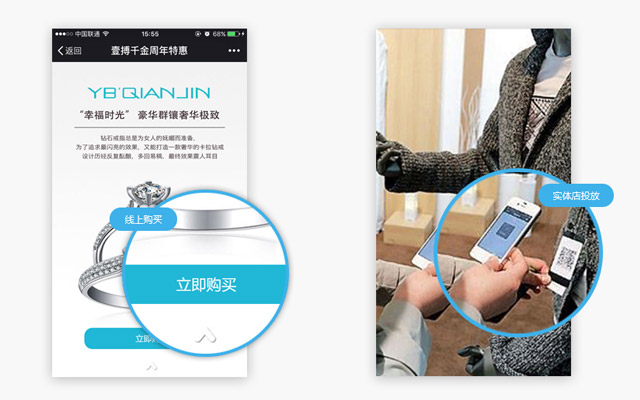 中国联通
15:55
58%
返回
壹搏千金周年特惠
YB'QIANJIN
“幸福时光” 豪华群镶奢华极致
钻石戒指总是为女人的妩媚而准备，
为了追求最闪亮的效果，又能打造一款奢华的卡拉钻戒
设计历经反复酝酿，多回易稿，最终效果震人耳目
线上购买
立即购买
立即
实体店投放